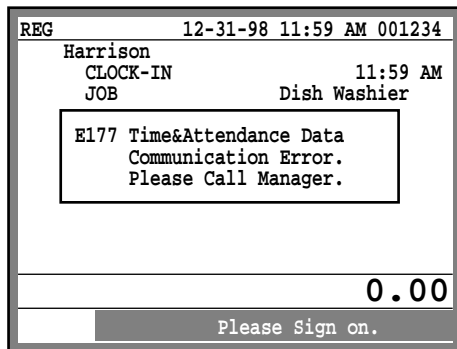 REG 12-31-98 11:59 AM 001234
Harrison
CLOCK-IN 11:59 AM
JOB Dish Washier
E177 Time&Attendance Data
Communication Error.
Please Call Manager.
0.00
Please Sign on.